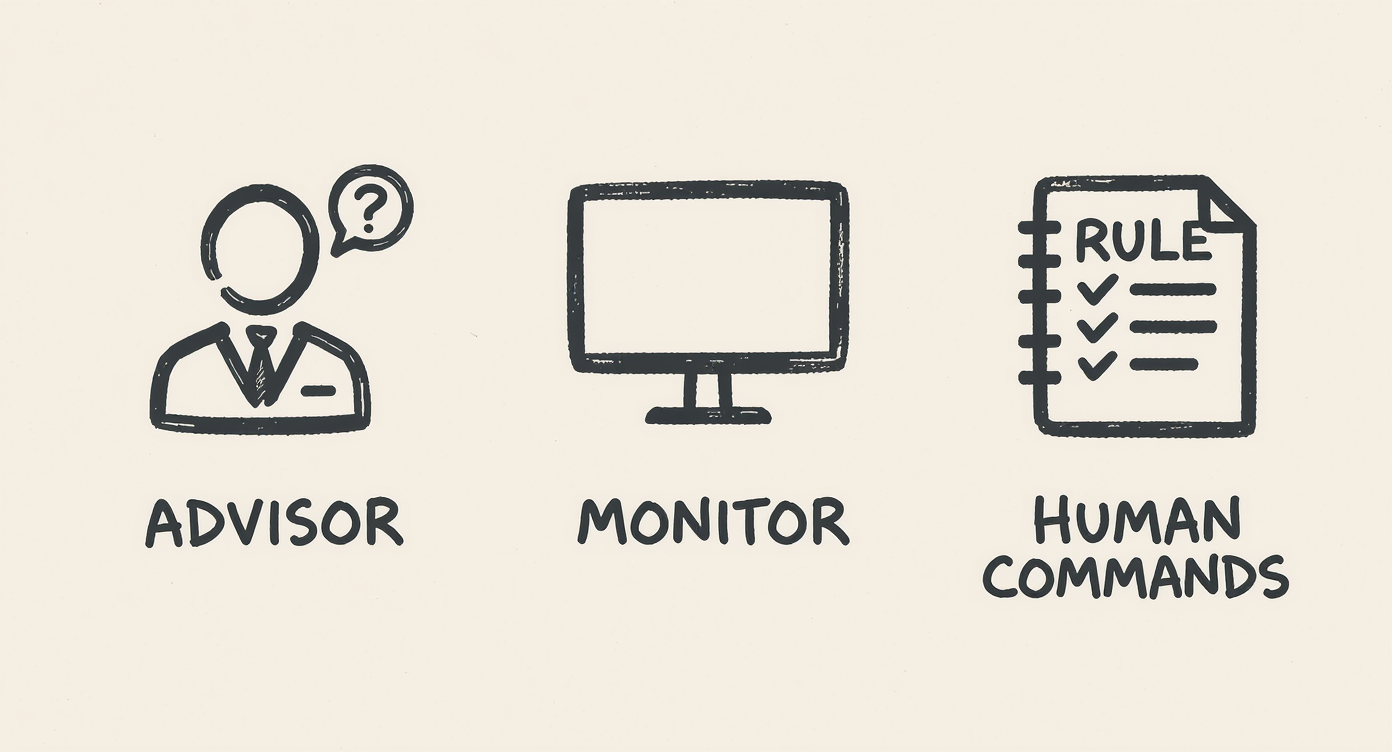 ?
RULE
ADVISOR
MONITOR
HUMAN
COMMANDS